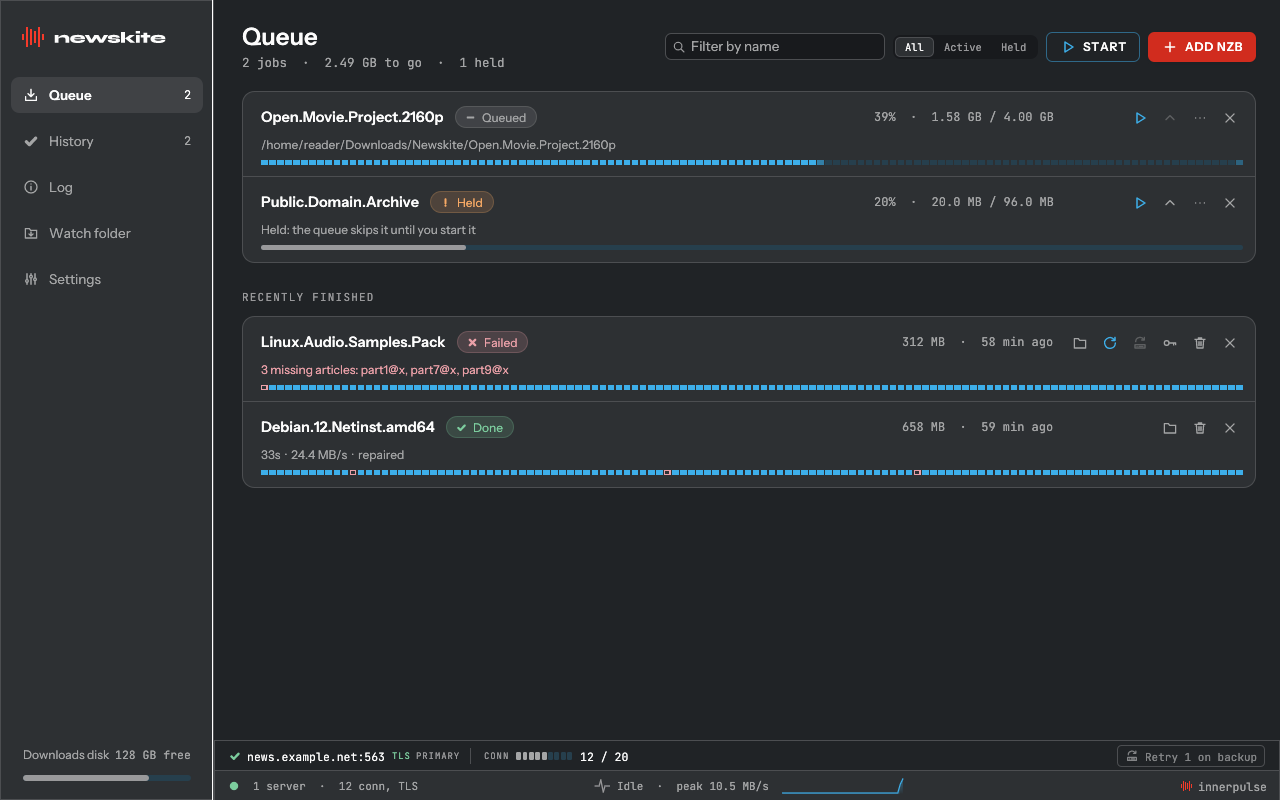 newskite
Queue 2
History 2
Log
Watch folder
Settings
Downloads disk 128 GB free
Queue
2 jobs · 2.49 GB to go · 1 held
Filter by name
All Active Held
START
ADD NZB
Open.Movie.Project.2160p Queued 39% · 1.58 GB / 4.00 GB
/home/reader/Downloads/Newskite/Open.Movie.Project.2160p
Public.Domain.Archive Held 20% · 20.0 MB / 96.0 MB
Held: the queue skips it until you start it
RECENTLY FINISHED
Linux.Audio.Samples.Pack Failed 312 MB · 58 min ago
3 missing articles: part1@x, part7@x, part9@x
Debian.12.Netinst.amd64 Done 658 MB · 59 min ago
33s · 24.4 MB/s · repaired
news.example.net:563 TLS PRIMARY CONN 12 / 20 Retry 1 on backup
1 server · 12 conn, TLS Idle · peak 10.5 MB/s innerpulse